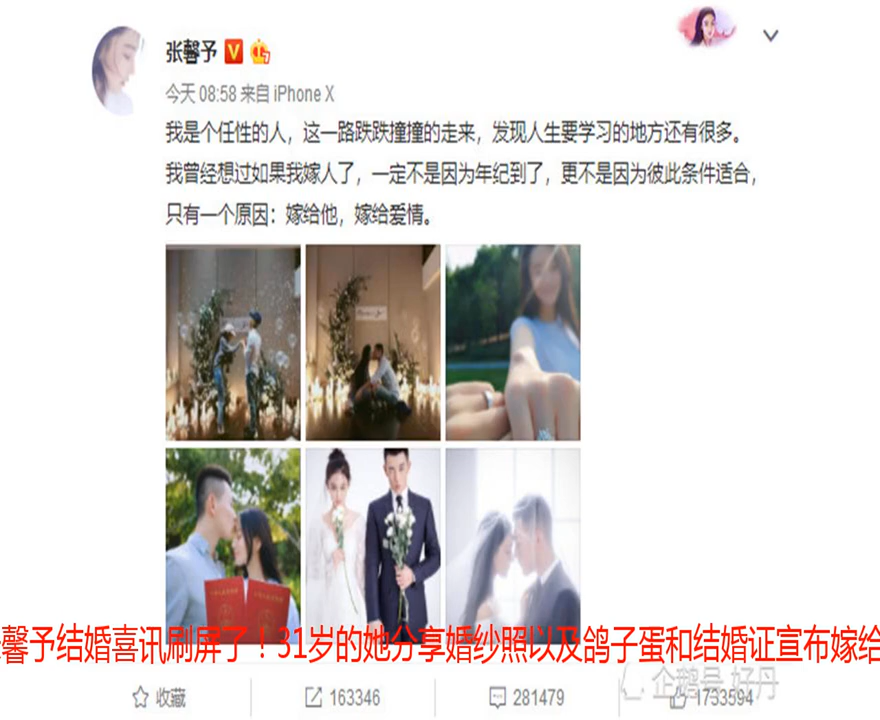 张馨予
今天 08:58 来自 iPhone X
我是个任性的人，这一路跌跌撞撞的走来，发现人生要学习的地方还有很多。
我曾经想过如果我嫁人了，一定不是因为年纪到了，更不是因为彼此条件适合，
只有一个原因：嫁给他，嫁给爱情。
馨予结婚喜讯刷屏了！31岁的她分享婚纱照以及鸽子蛋和结婚证宣布嫁给
企鹅号 好丹
收藏 163346 281479 1733594